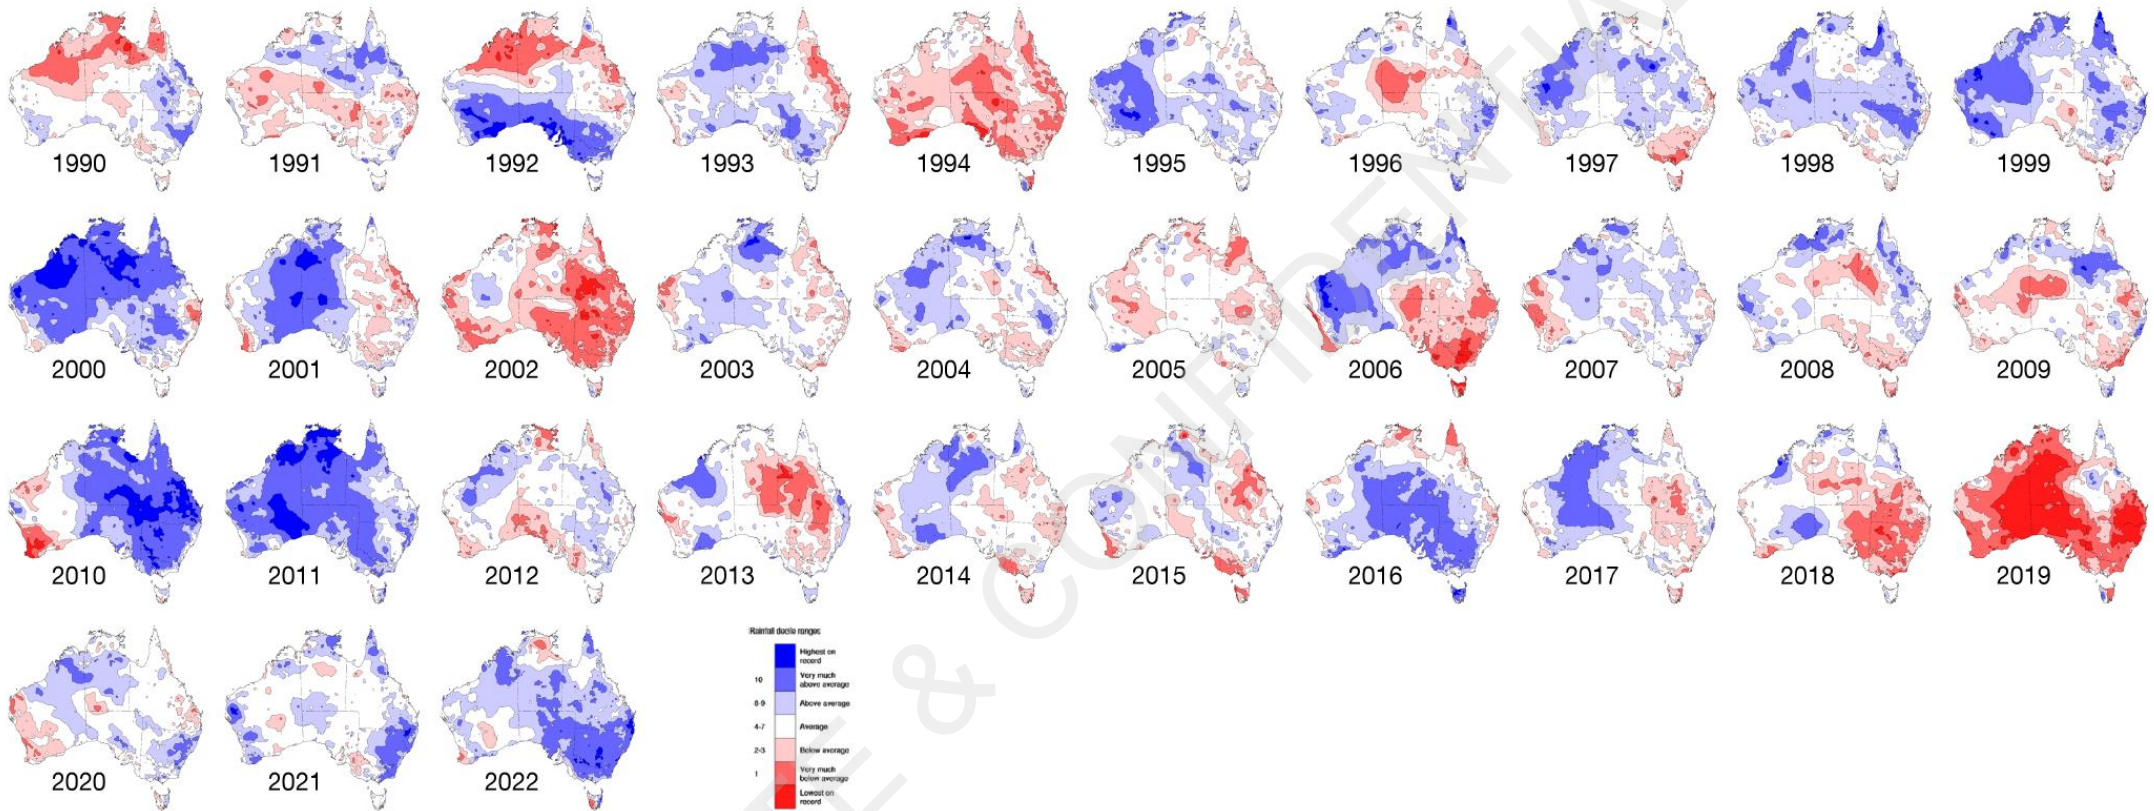 1990 1991 1992 1993 1994 1995 1996 1997 1998 1999
2000 2001 2002 2003 2004 2005 2006 2007 2008 2009
2010 2011 2012 2013 2014 2015 2016 2017 2018 2019
2020 2021 2022
Rainfall decile ranges
Highest on
record
10 Very much
above average
8-9 Above average
4-7 Average
2-3 Below average
1 Very much
below average
Lowest on
record
E & CONFIDENTIAL